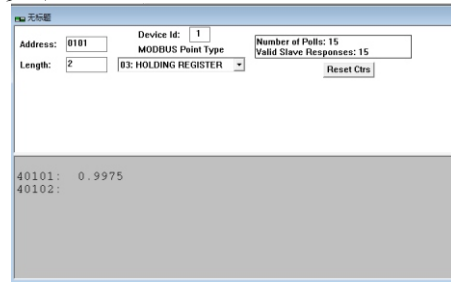 无标题
Device Id: 1
Address: 0101
MODBUS Point Type
Number of Polls: 15
Valid Slave Responses: 15
Length: 2
03: HOLDING REGISTER
Reset Ctrs
40101: 0.9975
40102: